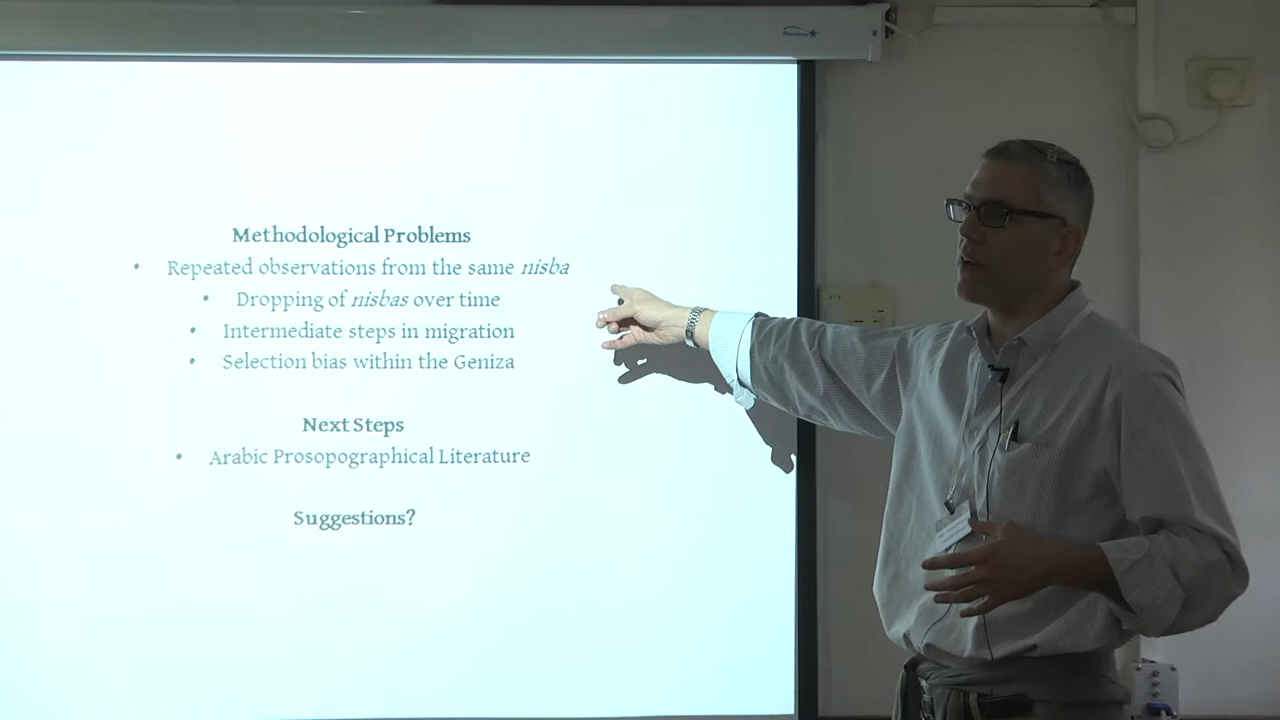 Methodological Problems
• Repeated observations from the same nisba
• Dropping of nisbas over time
• Intermediate steps in migration
• Selection bias within the Geniza
Next Steps
• Arabic Prosopographical Literature
Suggestions?